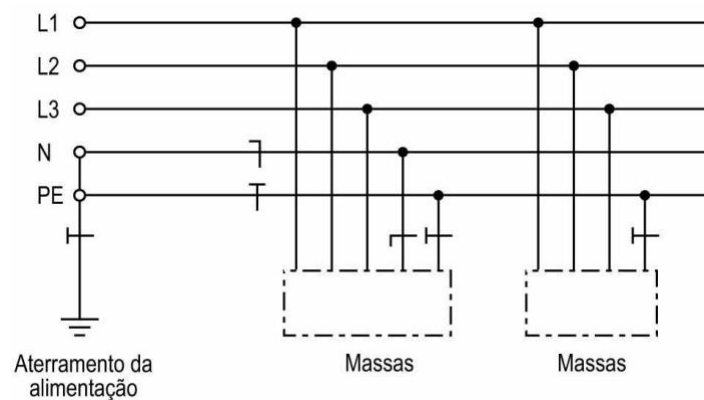 L1
L2
L3
N
PE
Aterramento da
alimentação
Massas
Massas